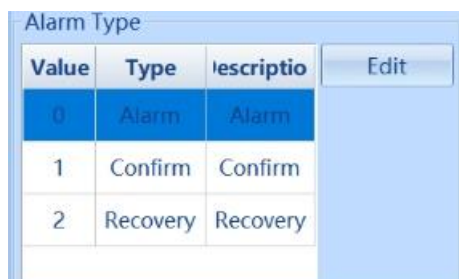 Alarm Type
Value Type escriptio Edit
0 Alarm Alarm
1 Confirm Confirm
2 Recovery Recovery